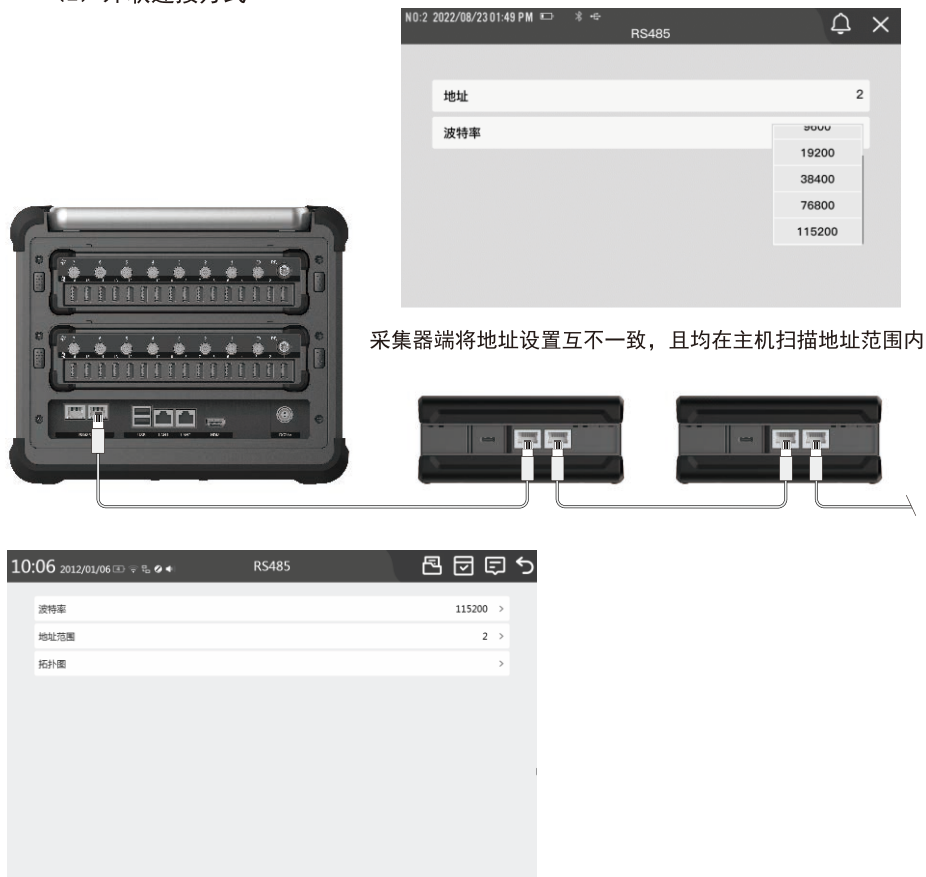 NO:2 2022/08/23 01:49 PM
RS485
地址 2
波特率
9600
19200
38400
76800
115200
采集器端将地址设置互不一致，且均在主机扫描地址范围内
10:06 2012/01/06 RS485
波特率 115200 >
地址范围 2 >
拓扑图 >